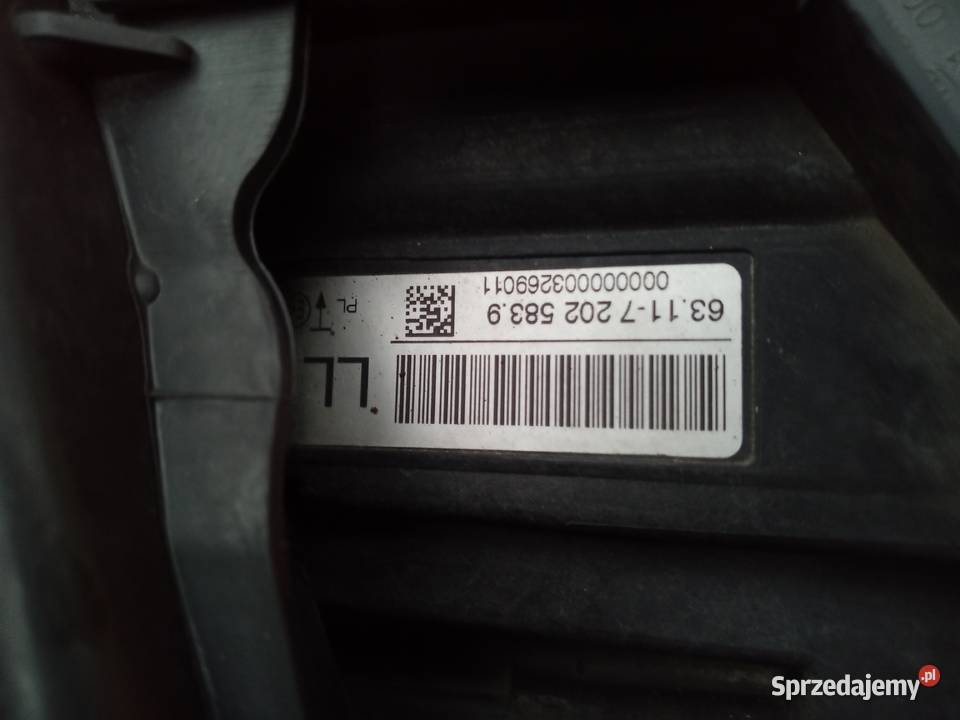 63.11-7 202 583.9
0000000003269011
PL
LL
Sprzedajemy.pl